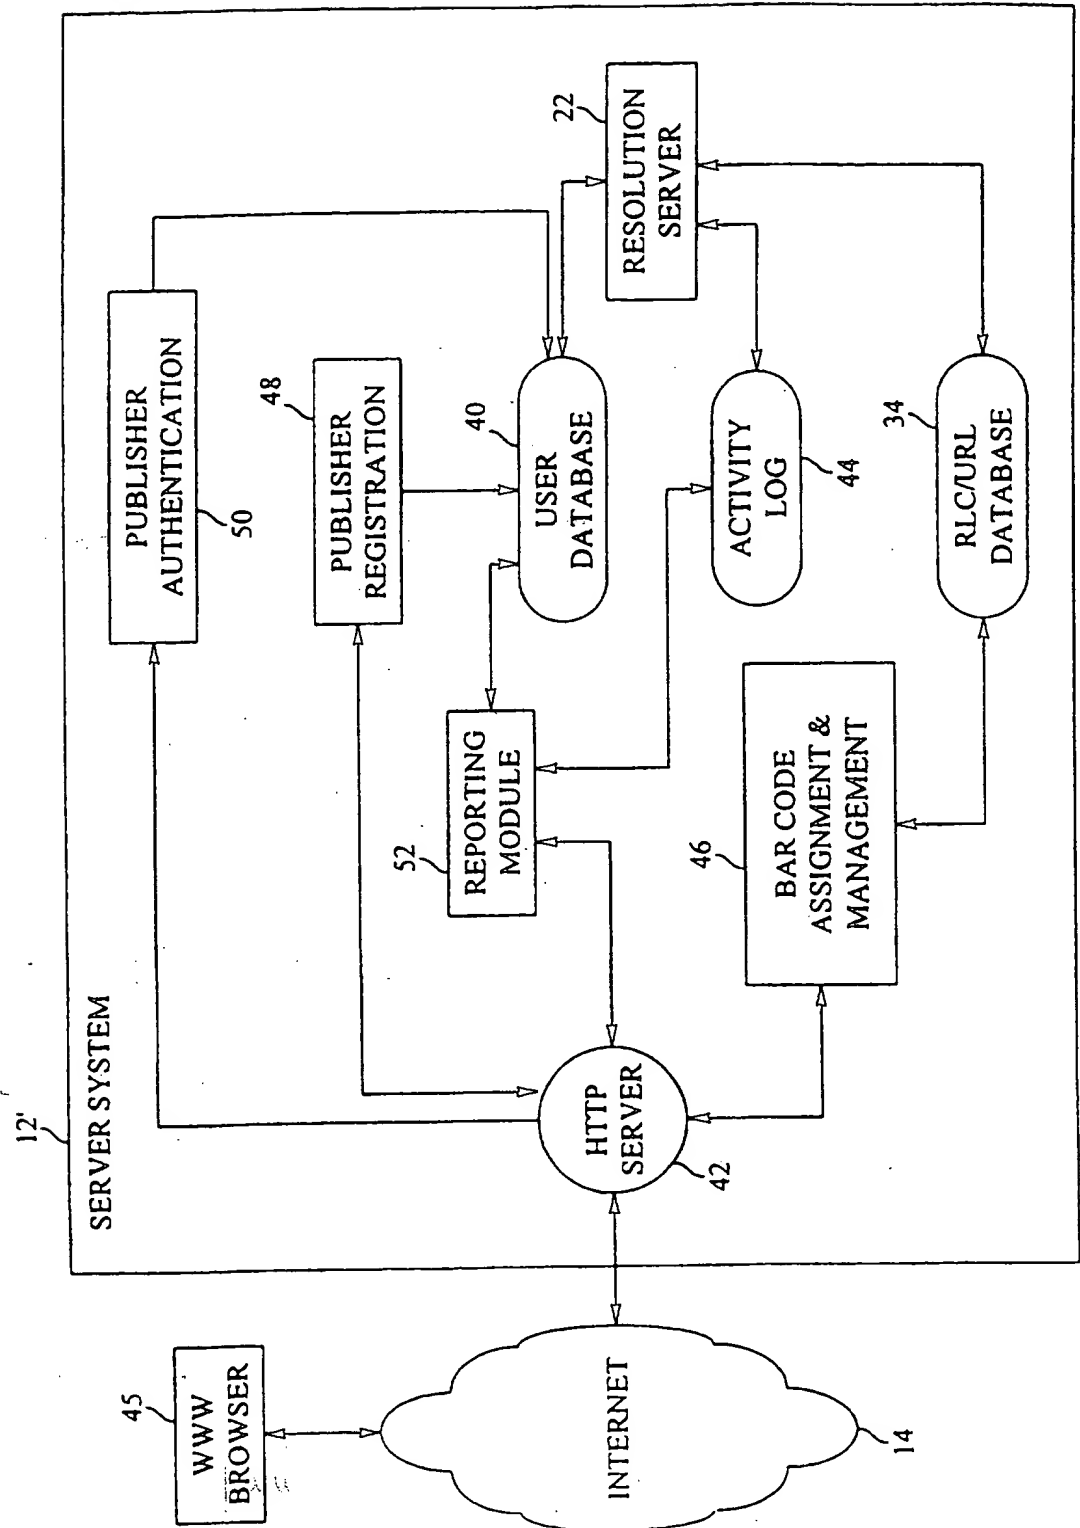 12'
SERVER SYSTEM
45
WWW
BROWSER
INTERNET
14
HTTP
SERVER
42
PUBLISHER
AUTHENTICATION
50
48
PUBLISHER
REGISTRATION
52
REPORTING
MODULE
40
USER
DATABASE
22
RESOLUTION
SERVER
ACTIVITY
LOG
44
46
BAR CODE
ASSIGNMENT &
MANAGEMENT
34
RLC/URL
DATABASE